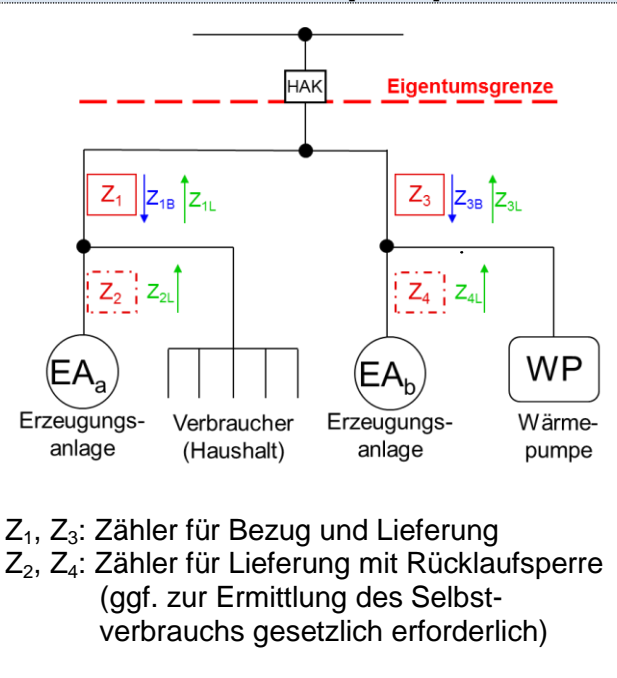 HAK
Eigentumsgrenze
Z1 Z1B Z1L
Z3 Z3B Z3L
Z2 Z2L
Z4 Z4L
EAa
EAb
WP
Erzeugungs-
anlage
Verbraucher
(Haushalt)
Erzeugungs-
anlage
Wärme-
pumpe
Z1, Z3: Zähler für Bezug und Lieferung
Z2, Z4: Zähler für Lieferung mit Rücklaufsperre
(ggf. zur Ermittlung des Selbst-
verbrauchs gesetzlich erforderlich)